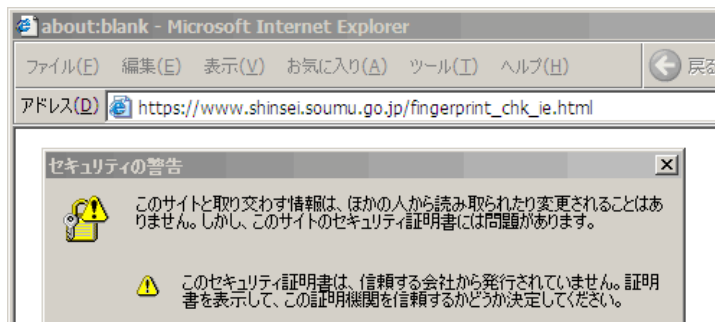 about:blank - Microsoft Internet Explorer
ファイル(F) 編集(E) 表示(V) お気に入り(A) ツール(T) ヘルプ(H) 戻る
アドレス(D) https://www.shinsei.soumu.go.jp/fingerprint_chk_ie.html
セキュリティの警告
このサイトと取り交わす情報は、ほかの人から読み取られたり変更されることはあ
りません。しかし、このサイトのセキュリティ証明書には問題があります。
このセキュリティ証明書は、信頼する会社から発行されていません。証明
書を表示して、この証明機関を信頼するかどうか決定してください。